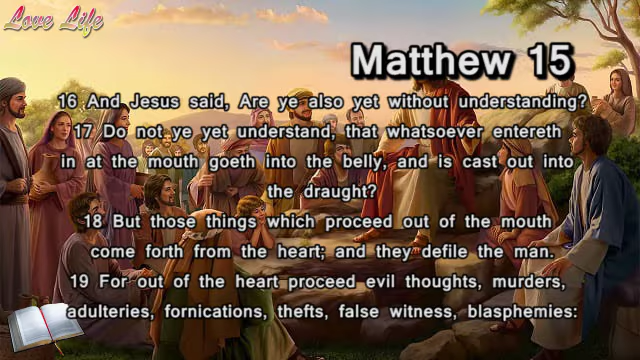 Love Life
Matthew 15
16 And Jesus said, Are ye also yet without understanding?
17 Do not ye yet understand, that whatsoever entereth
in at the mouth goeth into the belly, and is cast out into
the draught?
18 But those things which proceed out of the mouth
come forth from the heart; and they defile the man.
19 For out of the heart proceed evil thoughts, murders,
adulteries, fornications, thefts, false witness, blasphemies: